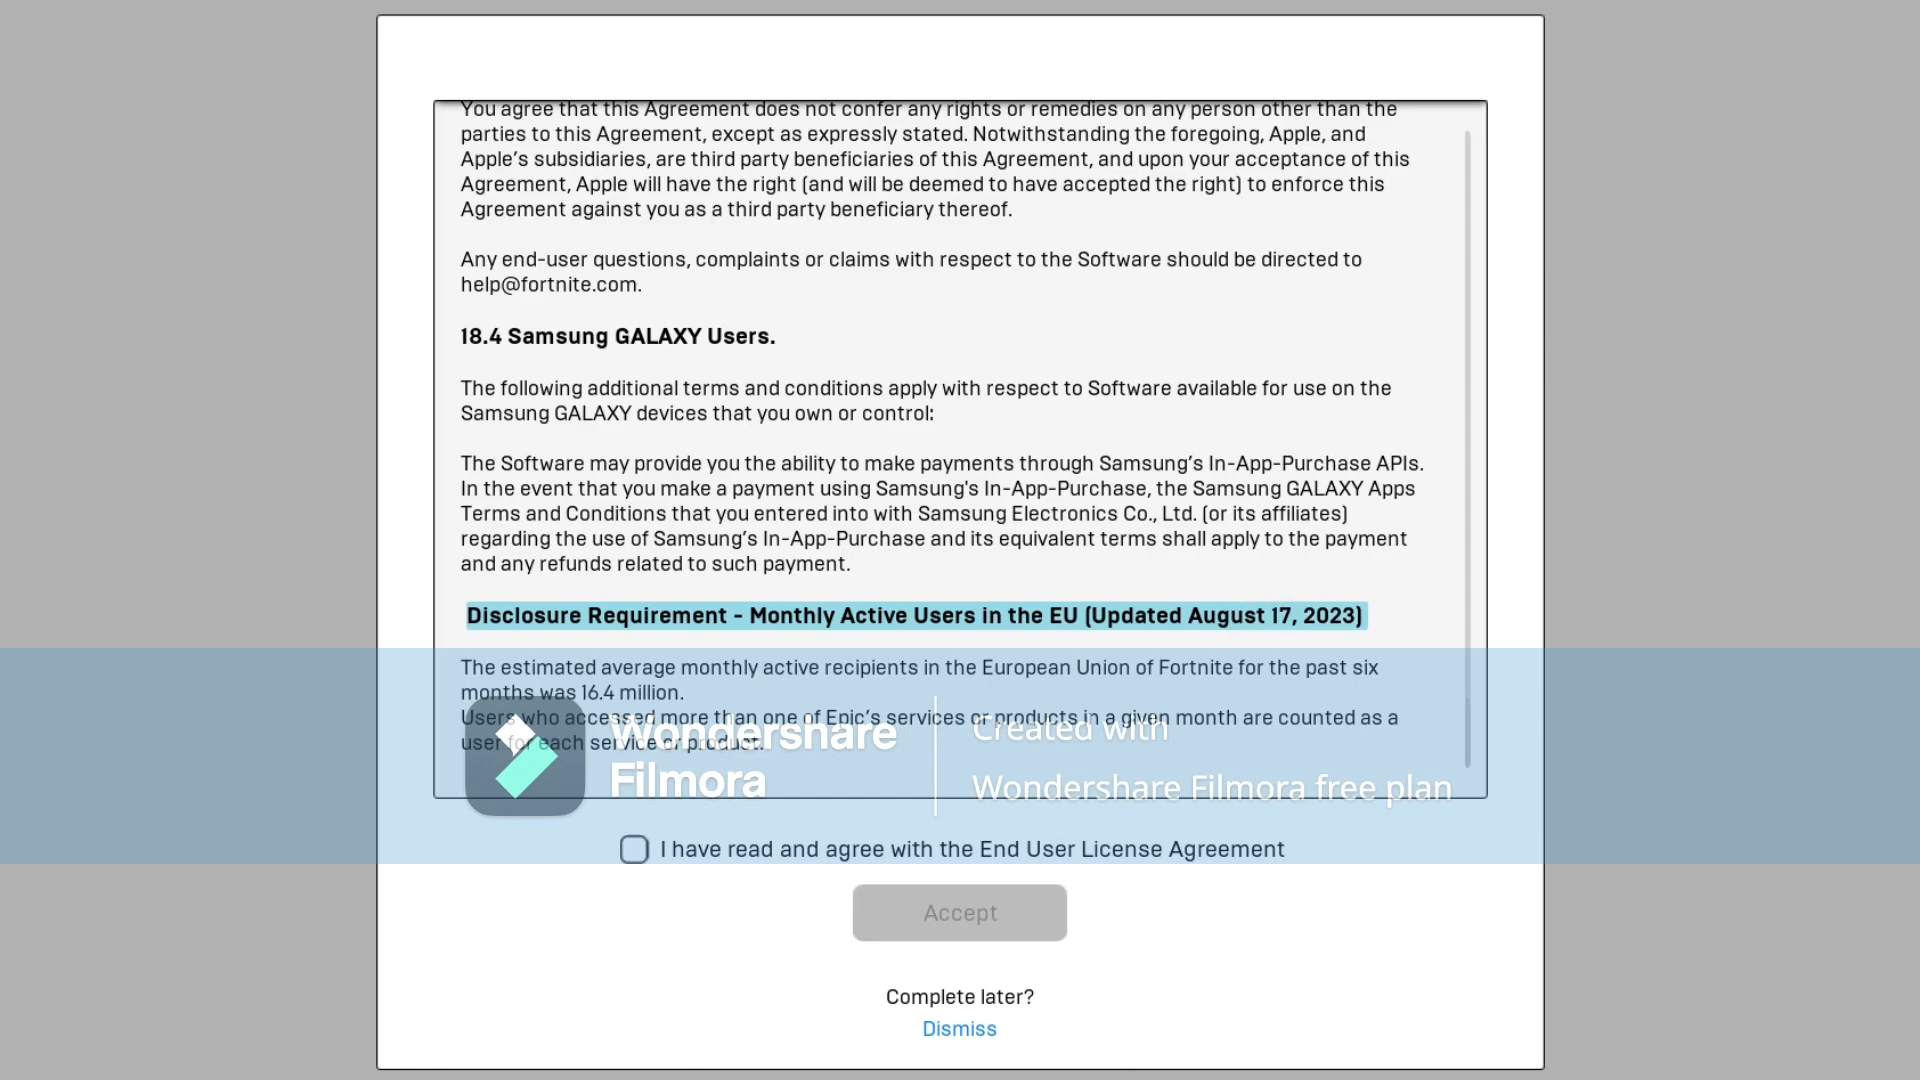 You agree that this Agreement does not confer any rights or remedies on any person other than the
parties to this Agreement, except as expressly stated. Notwithstanding the foregoing, Apple, and
Apple’s subsidiaries, are third party beneficiaries of this Agreement, and upon your acceptance of this
Agreement, Apple will have the right (and will be deemed to have accepted the right) to enforce this
Agreement against you as a third party beneficiary thereof.
Any end-user questions, complaints or claims with respect to the Software should be directed to
help@fortnite.com.
18.4 Samsung GALAXY Users.
The following additional terms and conditions apply with respect to Software available for use on the
Samsung GALAXY devices that you own or control:
The Software may provide you the ability to make payments through Samsung’s In-App-Purchase APIs.
In the event that you make a payment using Samsung's In-App-Purchase, the Samsung GALAXY Apps
Terms and Conditions that you entered into with Samsung Electronics Co., Ltd. (or its affiliates)
regarding the use of Samsung’s In-App-Purchase and its equivalent terms shall apply to the payment
and any refunds related to such payment.
Disclosure Requirement - Monthly Active Users in the EU (Updated August 17, 2023)
The estimated average monthly active recipients in the European Union of Fortnite for the past six
months was 16.4 million.
Users who accessed more than one of Epic’s services or products in a given month are counted as a
user for each service or product.
Wondershare
Filmora
Created with
Wondershare Filmora free plan
I have read and agree with the End User License Agreement
Accept
Complete later?
Dismiss